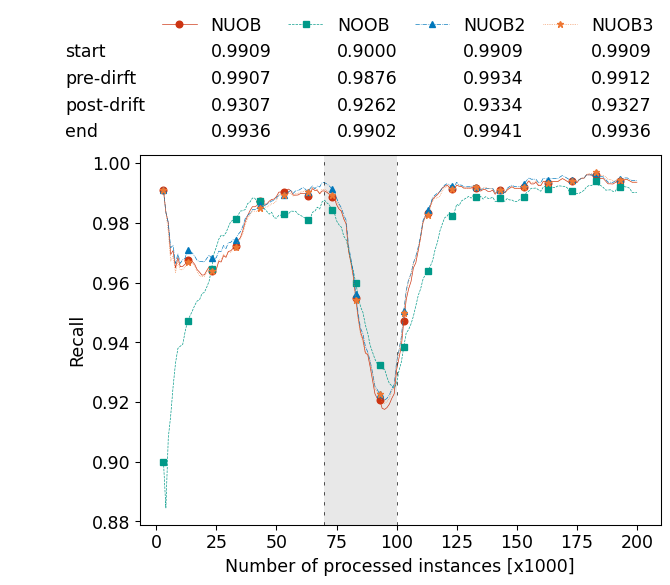 NUOB NOOB NUOB2 NUOB3
start 0.9909 0.9000 0.9909 0.9909
pre-dirft 0.9907 0.9876 0.9934 0.9912
post-drift 0.9307 0.9262 0.9334 0.9327
end 0.9936 0.9902 0.9941 0.9936
1.00
0.98
0.96
0.94
0.92
0.90
0.88
Recall
0 25 50 75 100 125 150 175 200
Number of processed instances [x1000]